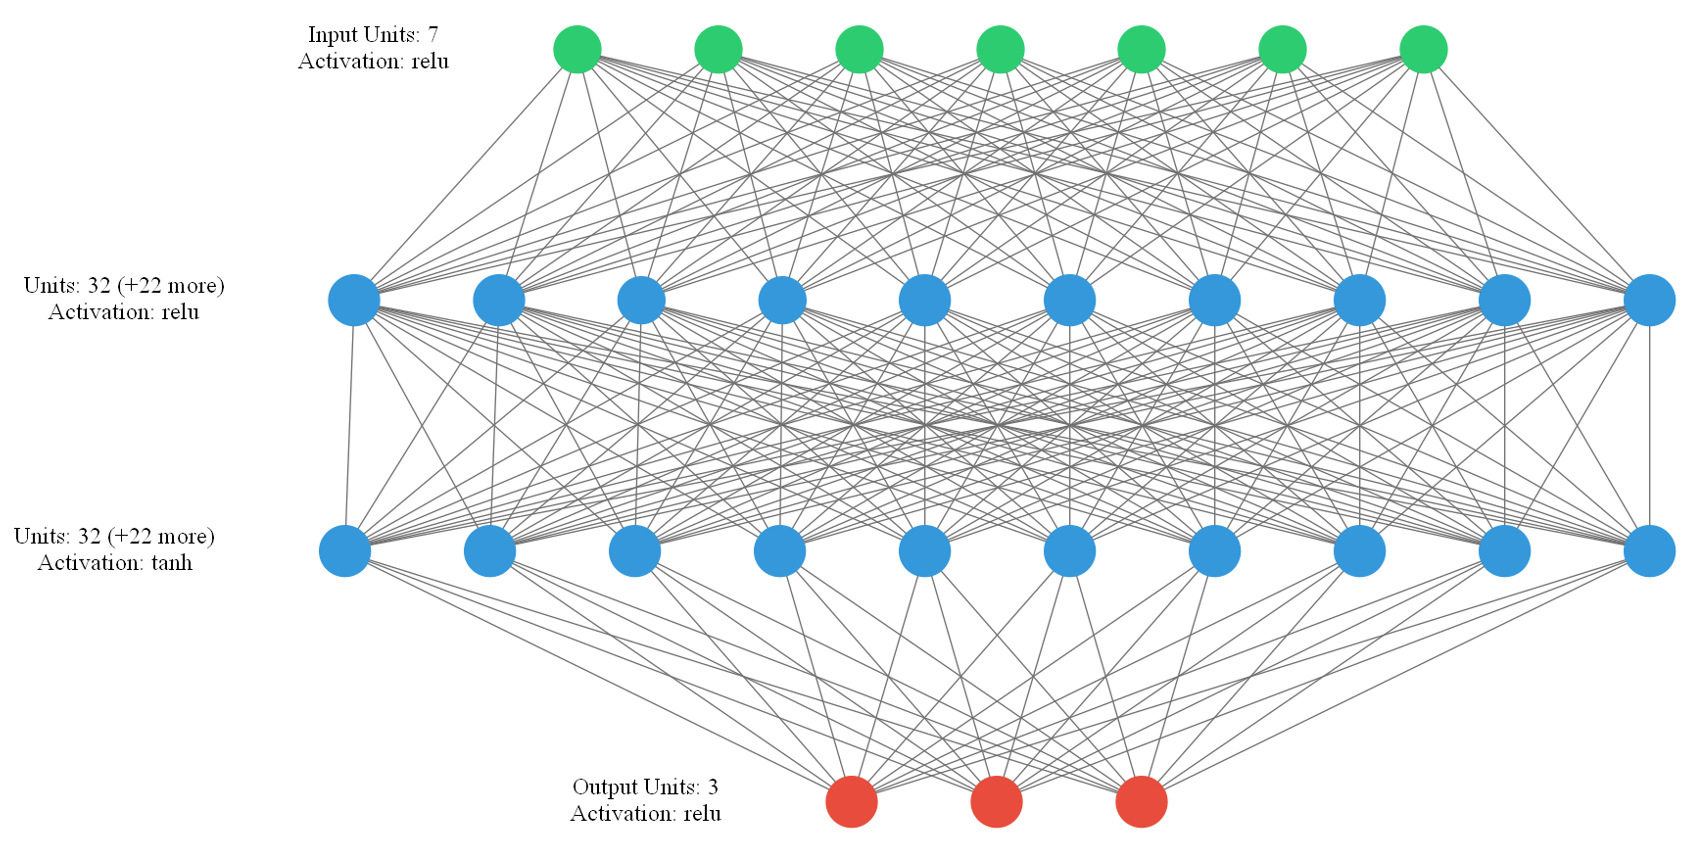 Input Units: 7
Activation: relu
Units: 32 (+22 more)
Activation: relu
Units: 32 (+22 more)
Activation: tanh
Output Units: 3
Activation: relu